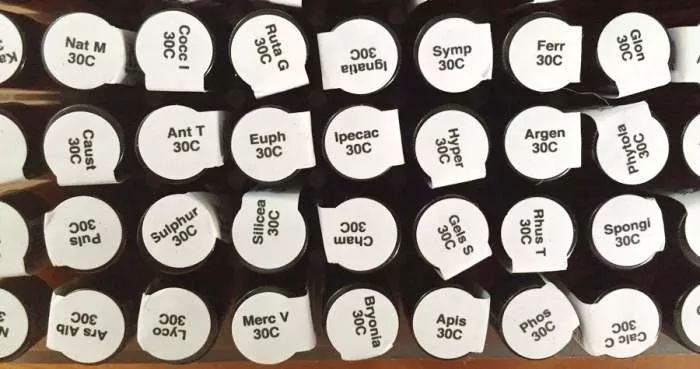 Ka
Nat M
30C
Cocc I
30C
Ruta G
30C
Ignatia
30C
Symp
30C
Ferr
30C
Glon
30C
Caust
30C
Ant T
30C
Euph
30C
Ipecac
30C
Hyper
30C
Argen
30C
Phytola
30C
Puls
30C
Sulphur
30C
Silicea
30C
Cham
30C
Gels S
30C
Rhus T
30C
Spongi
30C
N
Ars Alb
30C
Lyco
30C
Merc V
30C
Bryonia
30C
Apis
30C
Phos
30C
Calc C
30C